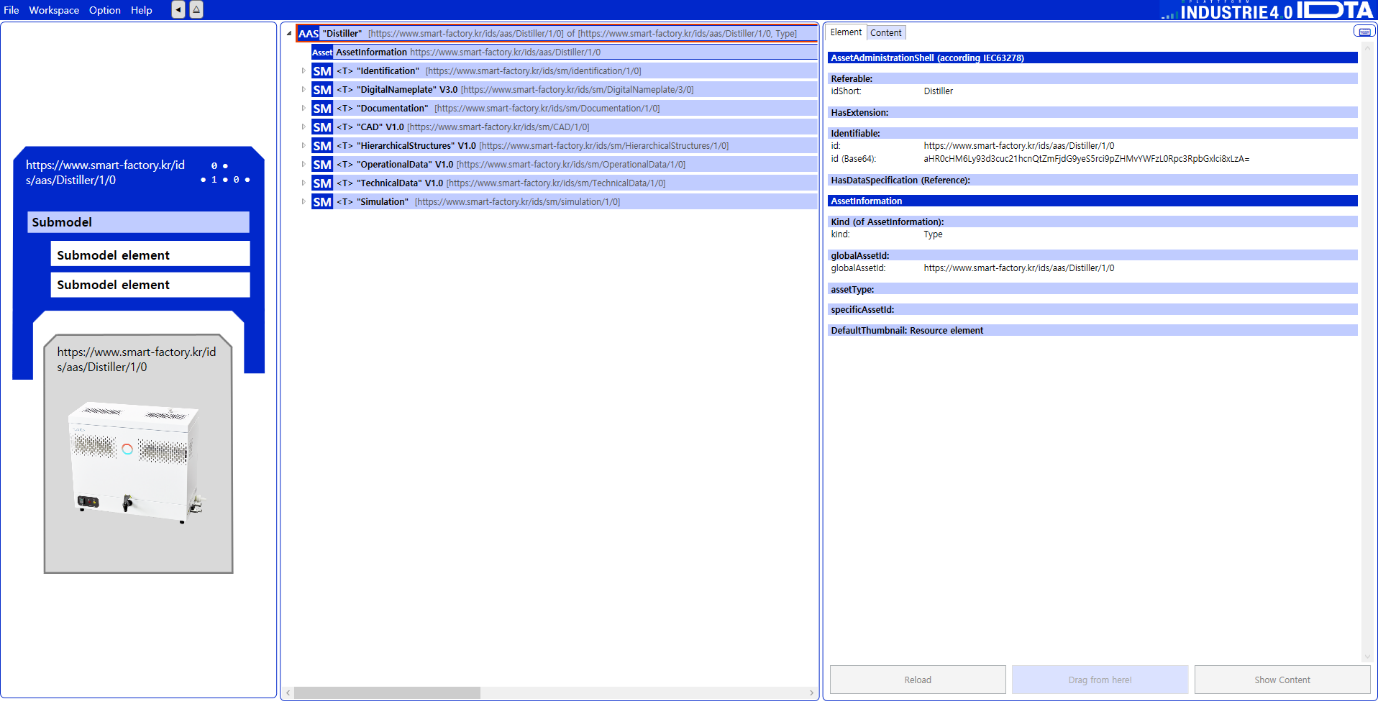 File Workspace Option Help
INDUSTRIE4.0 IDTA
https://www.smart-factory.kr/id
s/aas/Distiller/1/0
0
1 0
Submodel
Submodel element
Submodel element
https://www.smart-factory.kr/id
s/aas/Distiller/1/0
AAS "Distiller" [https://www.smart-factory.kr/ids/aas/Distiller/1/0] of [https://www.smart-factory.kr/ids/aas/Distiller/1/0, Type]
Asset AssetInformation https://www.smart-factory.kr/ids/aas/Distiller/1/0
SM <T> "Identification" [https://www.smart-factory.kr/ids/sm/identification/1/0]
SM <T> "DigitalNameplate" V3.0 [https://www.smart-factory.kr/ids/sm/DigitalNameplate/3/0]
SM <T> "Documentation" [https://www.smart-factory.kr/ids/sm/Documentation/1/0]
SM <T> "CAD" V1.0 [https://www.smart-factory.kr/ids/sm/CAD/1/0]
SM <T> "HierarchicalStructures" V1.0 [https://www.smart-factory.kr/ids/sm/HierarchicalStructures/1/0]
SM <T> "OperationalData" V1.0 [https://www.smart-factory.kr/ids/sm/OperationalData/1/0]
SM <T> "TechnicalData" V1.0 [https://www.smart-factory.kr/ids/sm/TechnicalData/1/0]
SM <T> "Simulation" [https://www.smart-factory.kr/ids/sm/simulation/1/0]
Element Content
AssetAdministrationShell (according IEC63278)
Referable:
idShort: Distiller
HasExtension:
Identifiable:
id: https://www.smart-factory.kr/ids/aas/Distiller/1/0
id (Base64): aHR0cHM6Ly93d3cuc21hcnQtZmFjdG9yeS5rci9pZHMvYWFzL0Rpc3RpbGxlci8xLzA=
HasDataSpecification (Reference):
AssetInformation
Kind (of AssetInformation):
kind: Type
globalAssetId:
globalAssetId: https://www.smart-factory.kr/ids/aas/Distiller/1/0
assetType:
specificAssetId:
DefaultThumbnail: Resource element
Reload Drag from here! Show Content